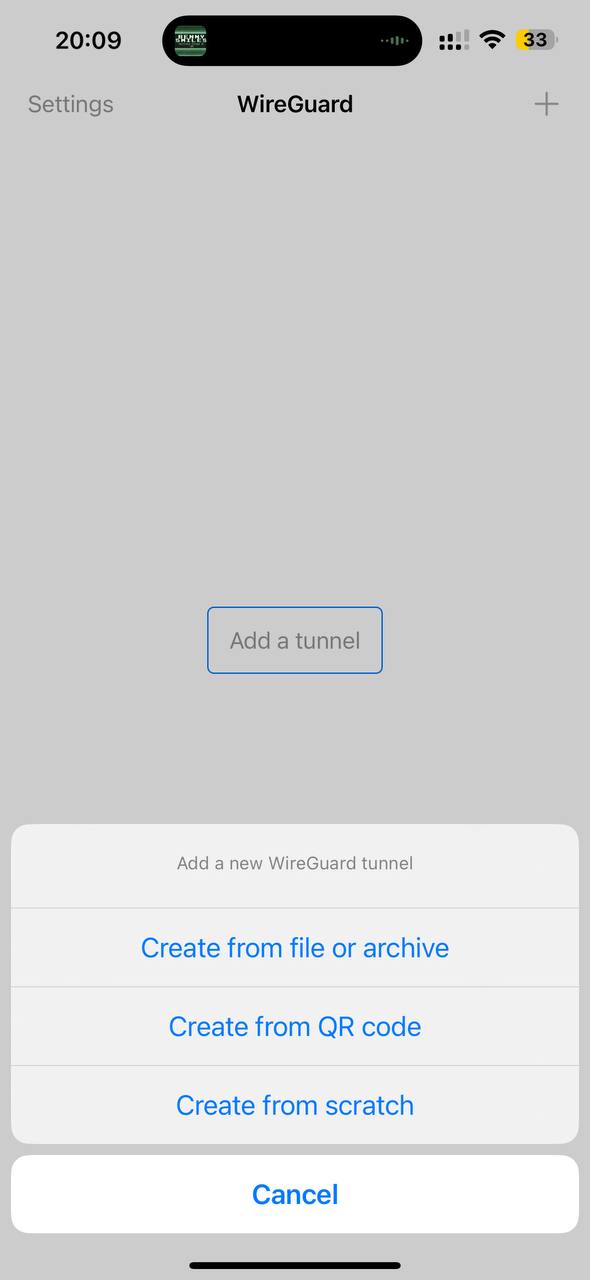 20:09
33
Settings
WireGuard
Add a tunnel
Add a new WireGuard tunnel
Create from file or archive
Create from QR code
Create from scratch
Cancel